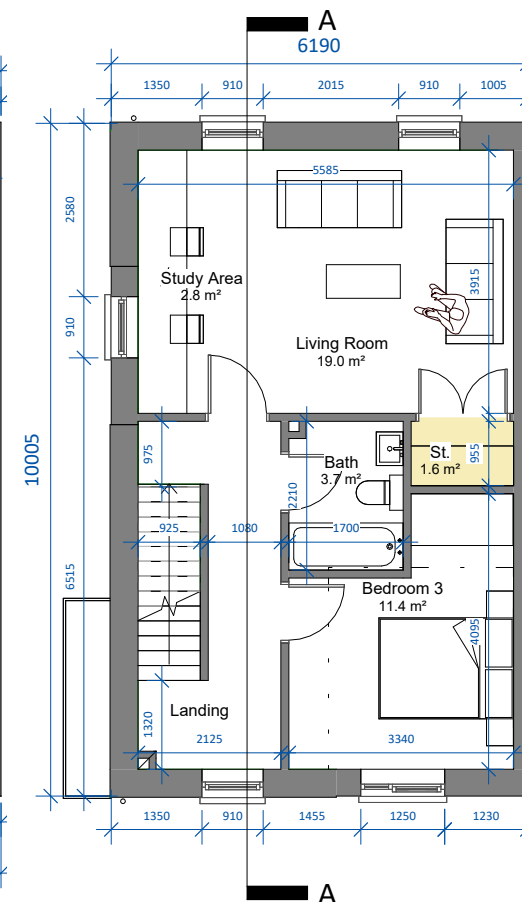 A
6190
1350
910
2015
910
1005
5585
2580
Study Area
2.8 m²
3915
910
Living Room
19.0 m²
10005
975
Bath
3.7 m²
St.
1.6 m²
955
2210
925
1080
1700
6515
Bedroom 3
11.4 m²
4095
Landing
1320
2125
3340
1350
910
1455
1250
1230
A